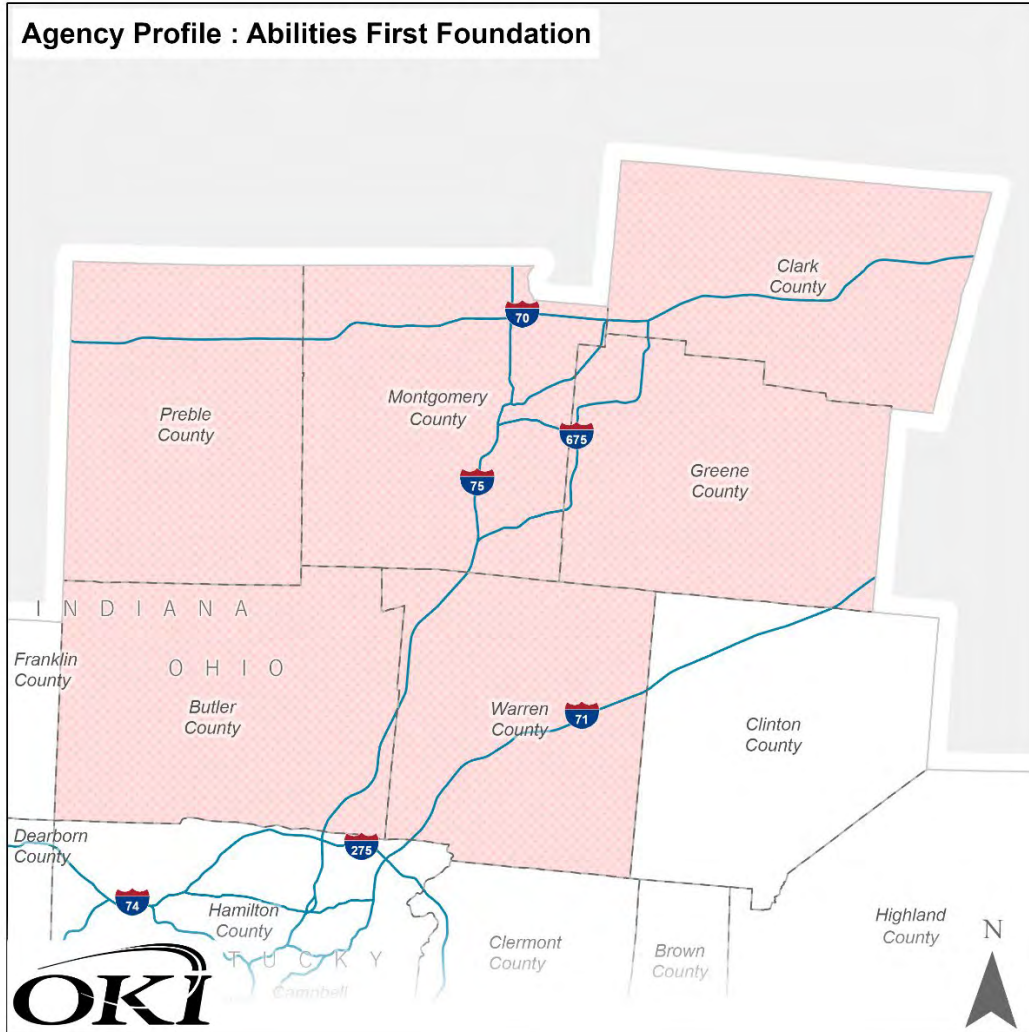 Agency Profile : Abilities First Foundation
Clark
County
70
Preble
County
Montgomery
County
675
75
Greene
County
INDIANA
OHIO
Franklin
County
Butler
County
Warren
County
71
Clinton
County
Dearborn
County
275
74
Hamilton
County
Highland
County
Clermont
County
Brown
County
TUCKY
Campbell
N
OKI